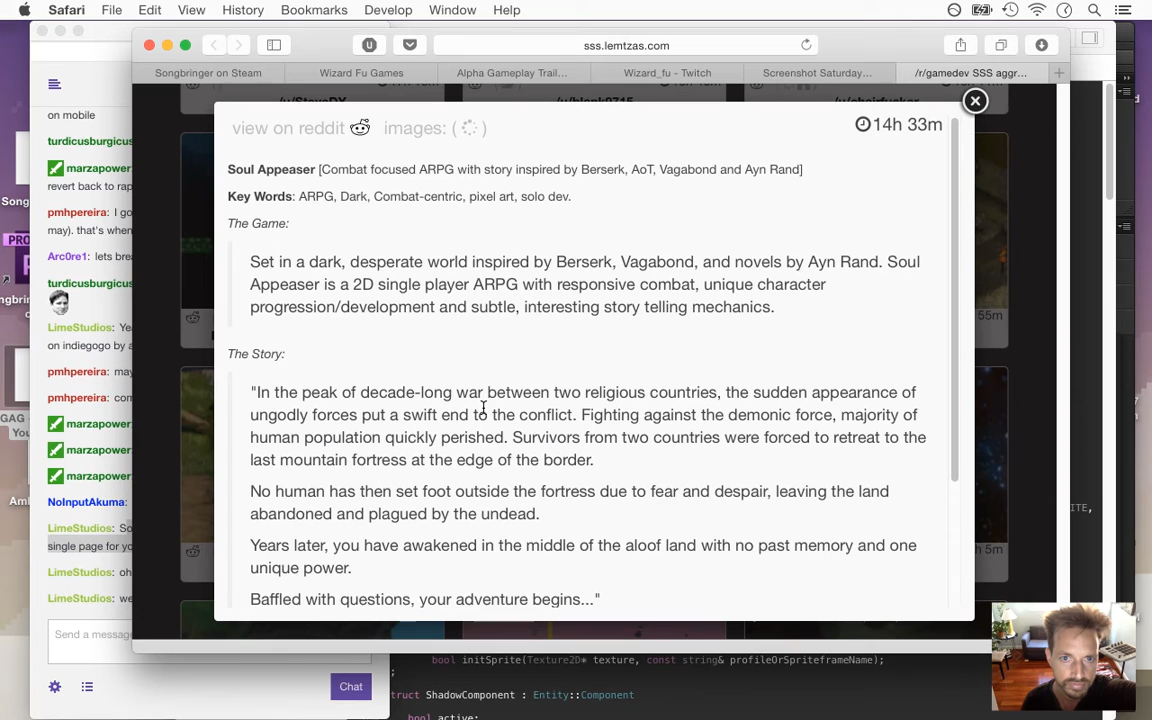 Safari File Edit View History Bookmarks Develop Window Help
sss.lemtzas.com
Songbringer on Steam
Wizard Fu Games
Alpha Gameplay Trail...
Wizard_fu - Twitch
Screenshot Saturday...
/r/gamedev SSS aggr...
view on reddit images: ( )
14h 33m
Soul Appeaser [Combat focused ARPG with story inspired by Berserk, AoT, Vagabond and Ayn Rand]
Key Words: ARPG, Dark, Combat-centric, pixel art, solo dev.
The Game:
Set in a dark, desperate world inspired by Berserk, Vagabond, and novels by Ayn Rand. Soul
Appeaser is a 2D single player ARPG with responsive combat, unique character
progression/development and subtle, interesting story telling mechanics.
The Story:
"In the peak of decade-long war between two religious countries, the sudden appearance of
ungodly forces put a swift end to the conflict. Fighting against the demonic force, majority of
human population quickly perished. Survivors from two countries were forced to retreat to the
last mountain fortress at the edge of the border.
No human has then set foot outside the fortress due to fear and despair, leaving the land
abandoned and plagued by the undead.
Years later, you have awakened in the middle of the aloof land with no past memory and one
unique power.
Baffled with questions, your adventure begins..."
on mobile
turdicusburgicus
marzapower
revert back to rap
pmhpereira: I go
may). that's when
Arc0re1: lets brea
turdicusburgicus
LimeStudios: Yea
on indiegogo by a
pmhpereira: may
pmhpereira: com
marzapower:
marzapower:
marzapower:
NoInputAkuma:
LimeStudios: So
single page for yo
LimeStudios: oh
LimeStudios: we
Send a message
Chat
55m
5m
bool initSprite(Texture2D* texture, const string& profileOrSpriteframeName);
;
truct ShadowComponent : Entity::Component
bool active;